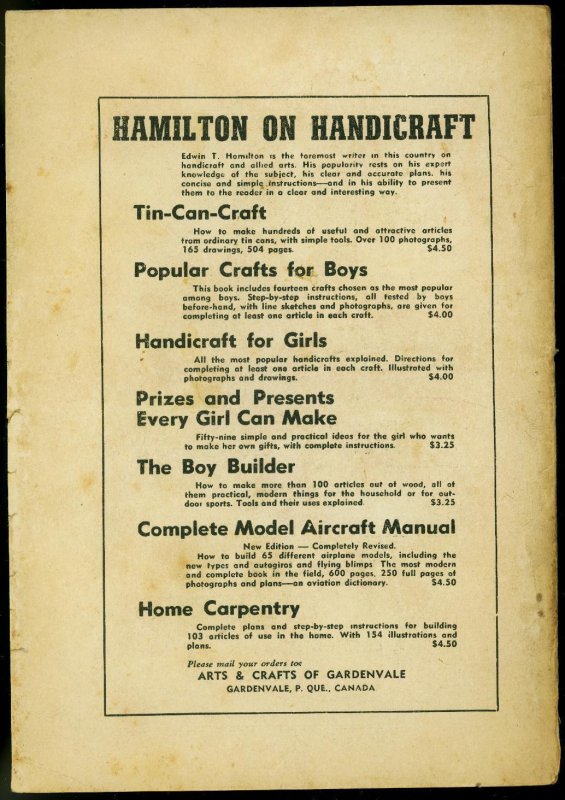 HAMILTON ON HANDICRAFT
Edwin T. Hamilton is the foremost writer in this country on
handicraft and allied arts. His popularity rests on his expert
knowledge of the subject, his clear and accurate plans, his
concise and simple instructions—and in his ability to present
them to the reader in a clear and interesting way.
Tin-Can-Craft
How to make hundreds of useful and attractive articles
from ordinary tin cans, with simple tools. Over 100 photographs,
165 drawings, 504 pages. $4.50
Popular Crafts for Boys
This book includes fourteen crafts chosen as the most popular
among boys. Step-by-step instructions, all tested by boys
before-hand, with line sketches and photographs, are given for
completing at least one article in each craft. $4.00
Handicraft for Girls
All the most popular handicrafts explained. Directions for
completing at least one article in each craft. Illustrated with
photographs and drawings. $4.00
Prizes and Presents
Every Girl Can Make
Fifty-nine simple and practical ideas for the girl who wants
to make her own gifts, with complete instructions. $3.25
The Boy Builder
How to make more than 100 articles out of wood, all of
them practical, modern things for the household or for out-
door sports. Tools and their uses explained. $3.25
Complete Model Aircraft Manual
New Edition — Completely Revised.
How to build 65 different airplane models, including the
new types and autogiros and flying blimps The most modern
and complete book in the field, 600 pages, 250 full pages of
photographs and plans—an aviation dictionary. $4.50
Home Carpentry
Complete plans and step-by-step instructions for building
103 articles of use in the home. With 154 illustrations and
plans. $4.50
Please mail your orders to:
ARTS & CRAFTS OF GARDENVALE
GARDENVALE, P. QUE., CANADA